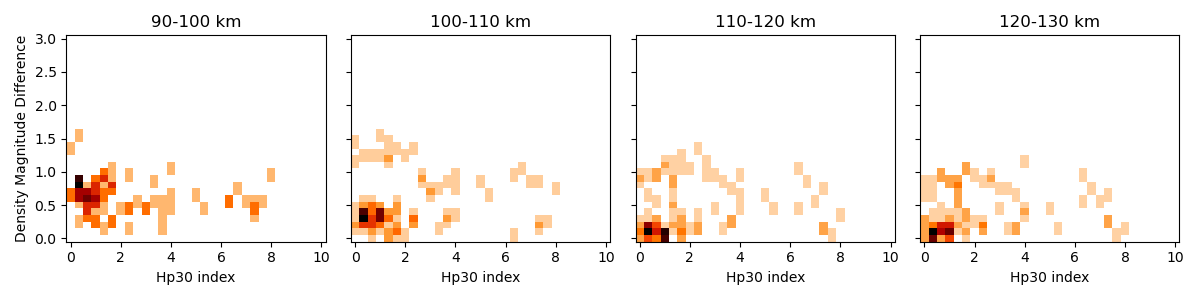 90-100 km
100-110 km
110-120 km
120-130 km
Density Magnitude Difference
3.0
2.5
2.0
1.5
1.0
0.5
0.0
0 2 4 6 8 10
0 2 4 6 8 10
0 2 4 6 8 10
0 2 4 6 8 10
Hp30 index
Hp30 index
Hp30 index
Hp30 index